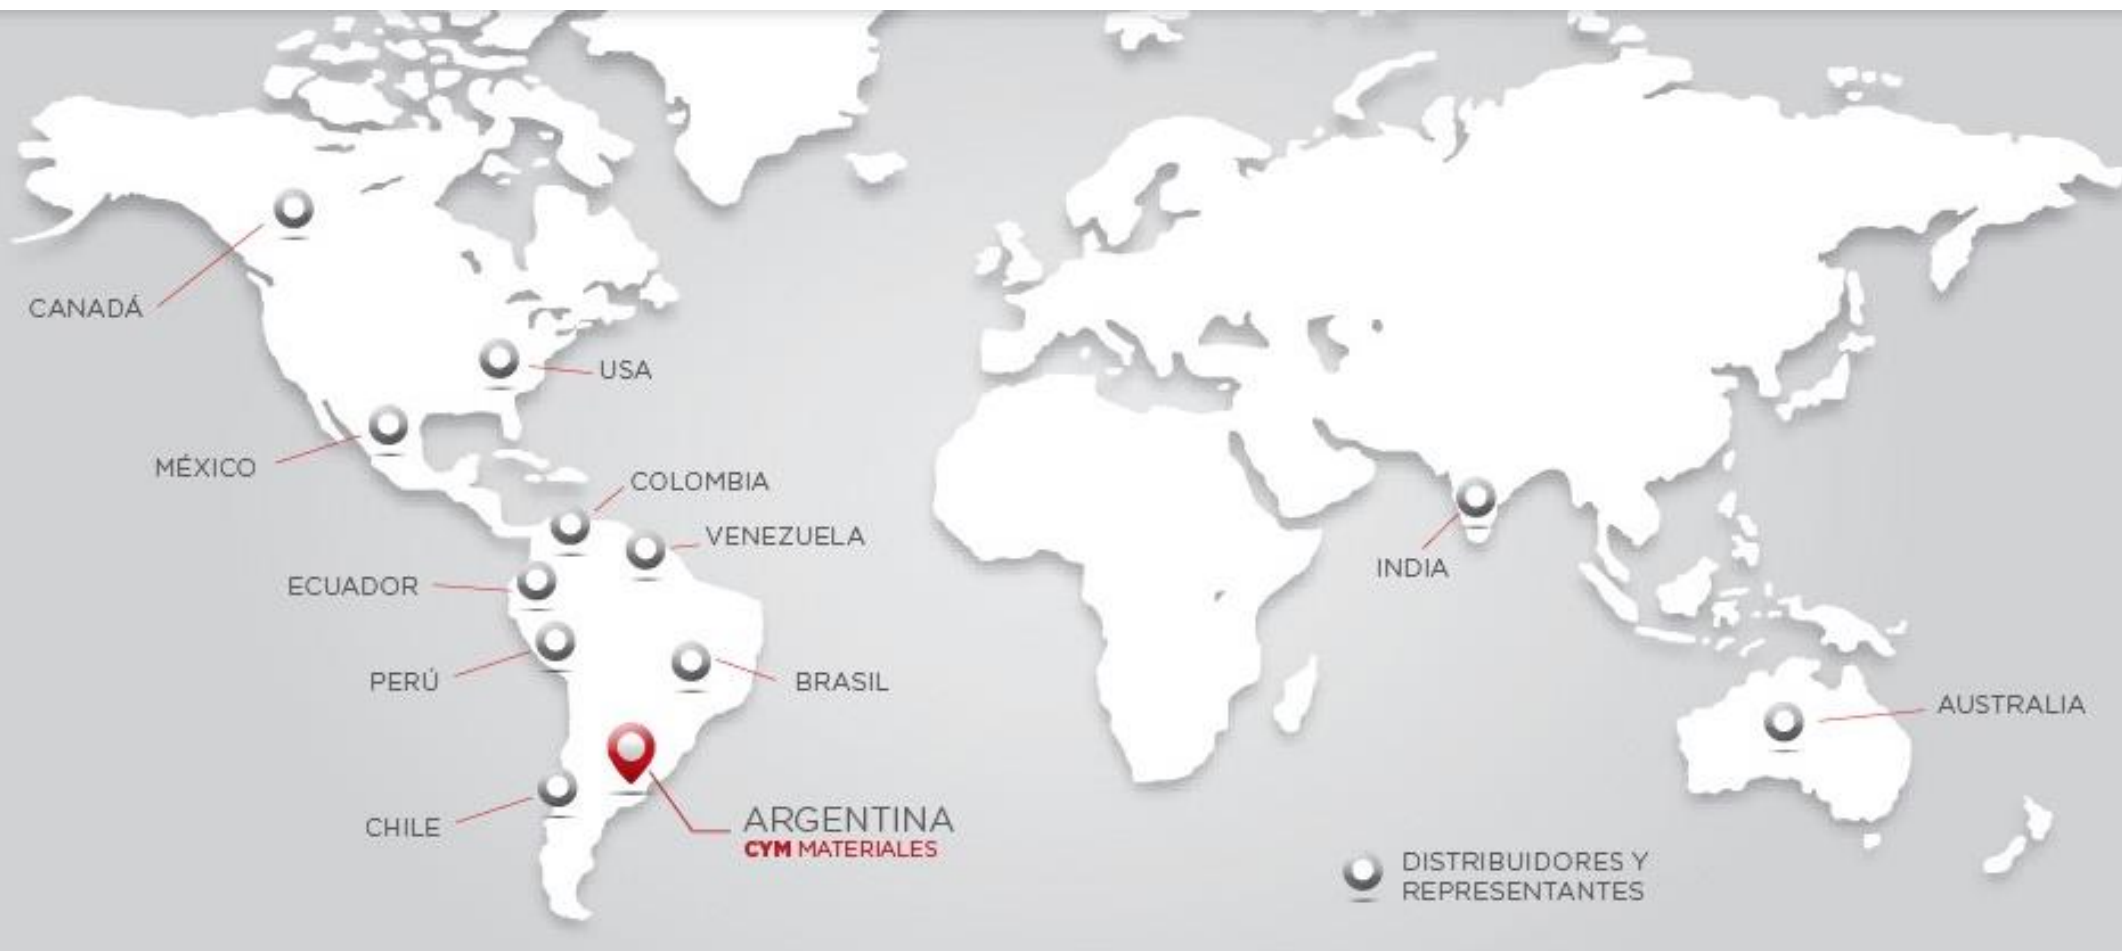 CANADÁ
USA
MÉXICO
COLOMBIA
VENEZUELA
ECUADOR
INDIA
PERÚ
BRASIL
AUSTRALIA
CHILE
ARGENTINA
CYM MATERIALES
DISTRIBUIDORES Y
REPRESENTANTES